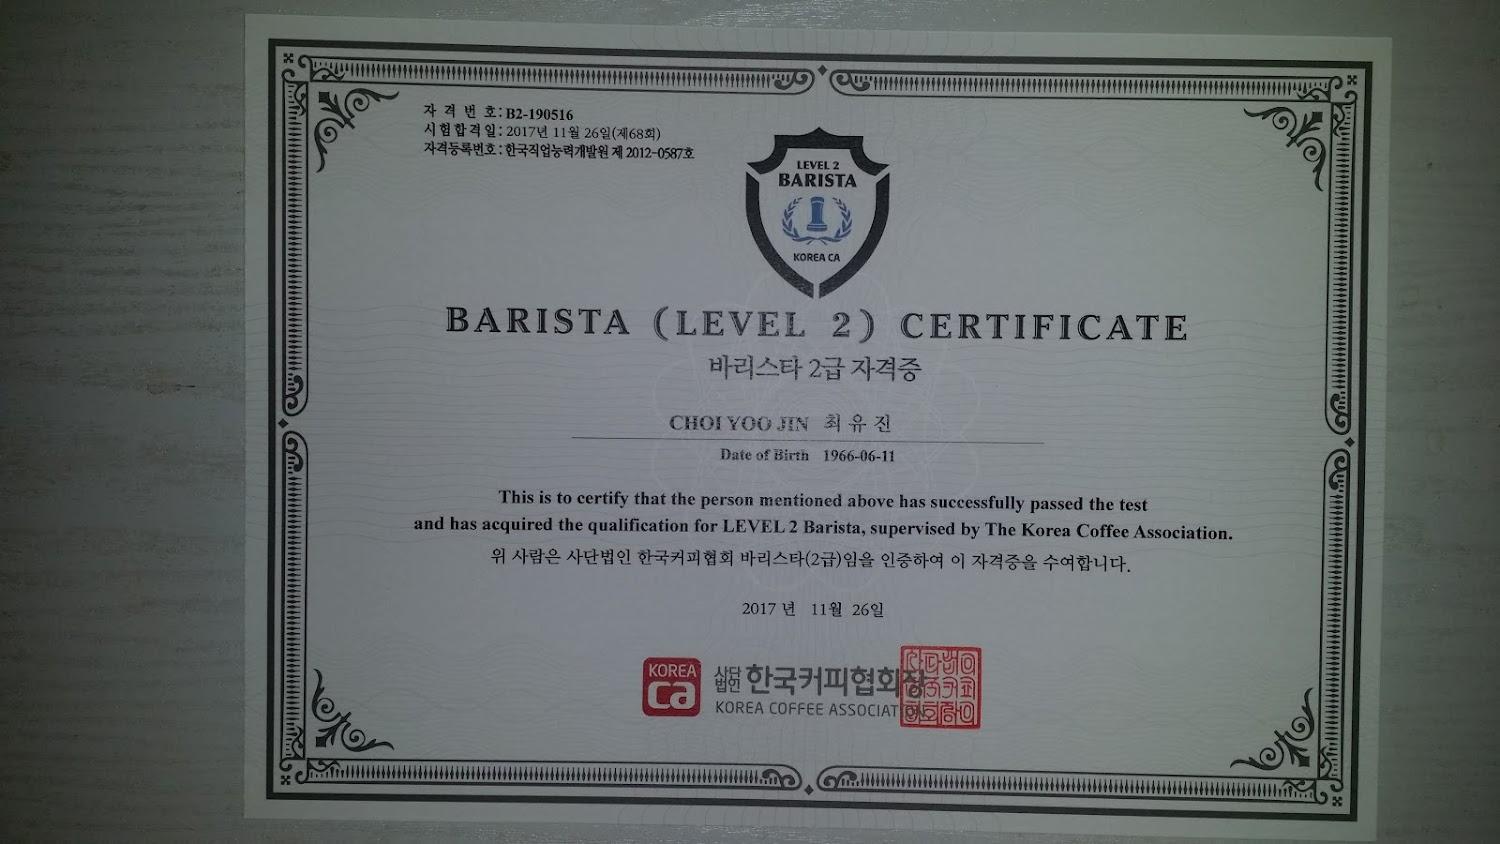 자 격 번 호 : B2-190516
시험합격일 : 2017년 11월 26일(제68회)
자격등록번호 : 한국직업능력개발원 제 2012-0587호
LEVEL 2
BARISTA
KOREA CA
BARISTA (LEVEL 2) CERTIFICATE
바리스타 2급 자격증
CHOI YOO JIN 최 유 진
Date of Birth 1966-06-11
This is to certify that the person mentioned above has successfully passed the test
and has acquired the qualification for LEVEL 2 Barista, supervised by The Korea Coffee Association.
위 사람은 사단법인 한국커피협회 바리스타(2급)임을 인증하여 이 자격증을 수여합니다.
2017 년 11월 26일
KOREA
ca
사단
법인 한국커피협회장
KOREA COFFEE ASSOCIATION